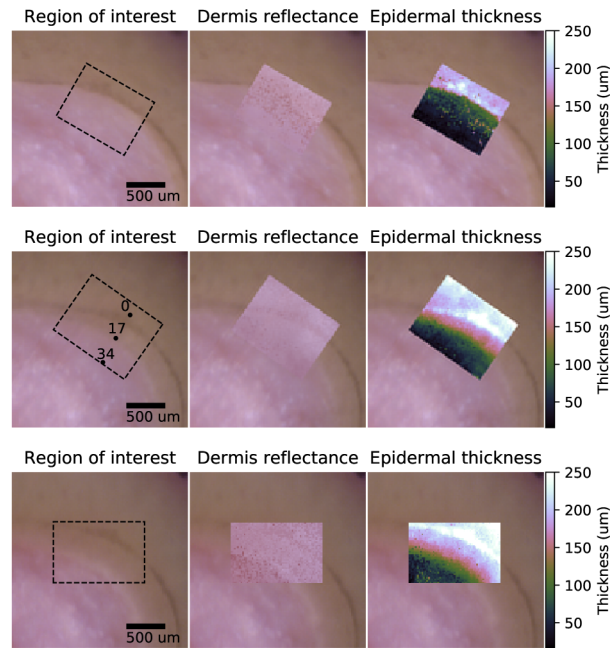 Region of interest Dermis reflectance Epidermal thickness
250
200
150
100
50
Thickness (um)
500 um
Region of interest Dermis reflectance Epidermal thickness
250
200
150
100
50
Thickness (um)
0
17
34
500 um
Region of interest Dermis reflectance Epidermal thickness
250
200
150
100
50
Thickness (um)
500 um